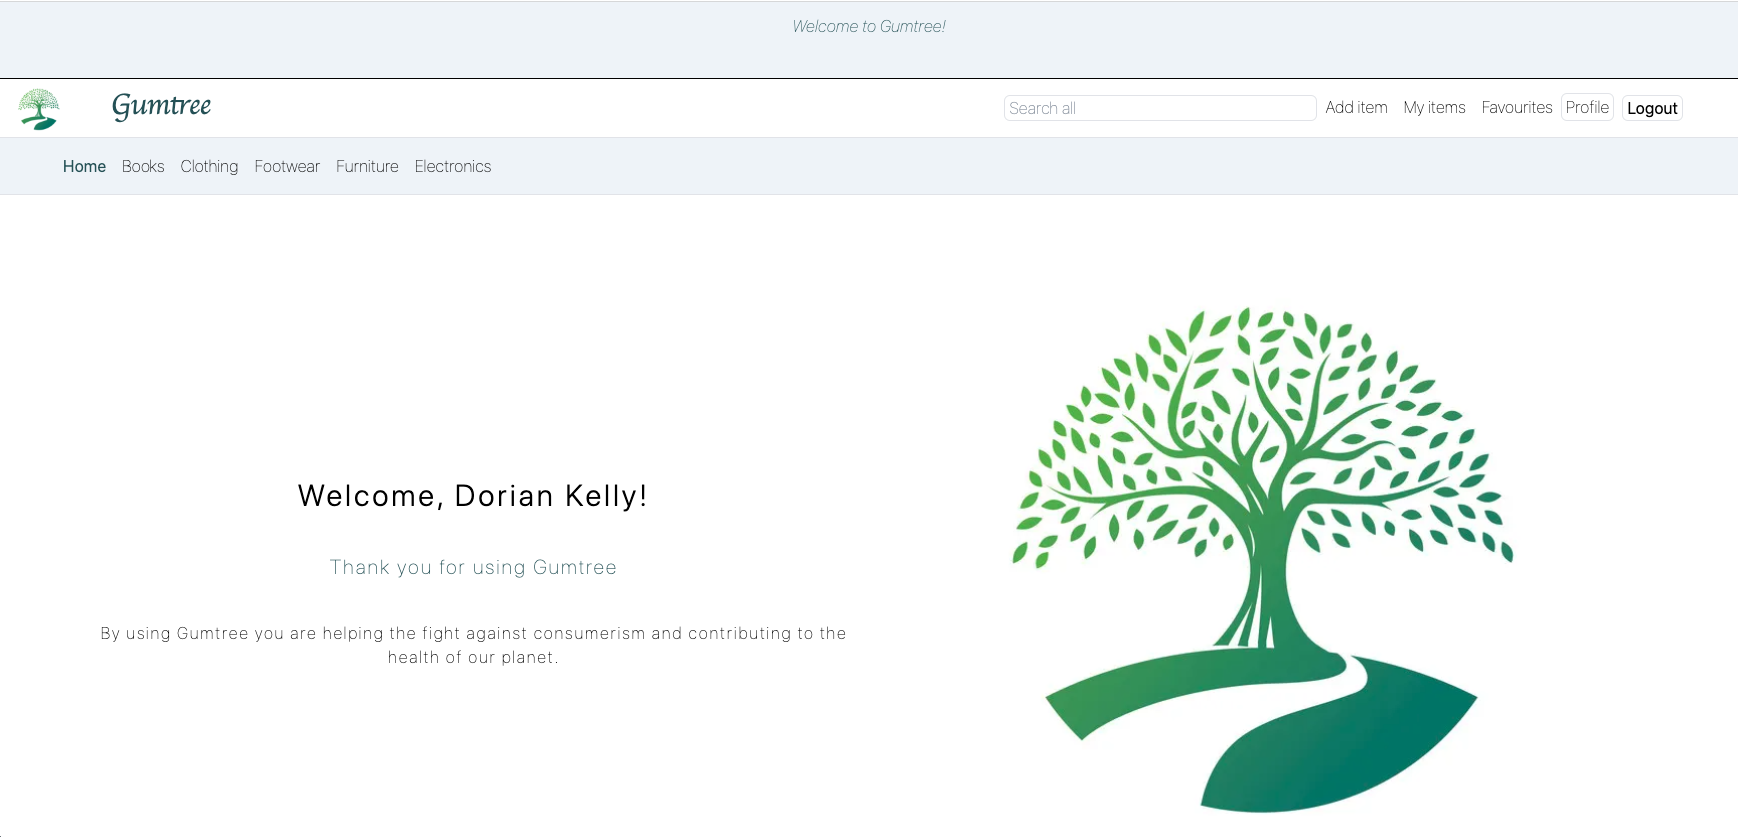 Welcome to Gumtree!
Gumtree
Search all
Add item
My items
Favourites
Profile
Logout
Home
Books
Clothing
Footwear
Furniture
Electronics
Welcome, Dorian Kelly!
Thank you for using Gumtree
By using Gumtree you are helping the fight against consumerism and contributing to the
health of our planet.